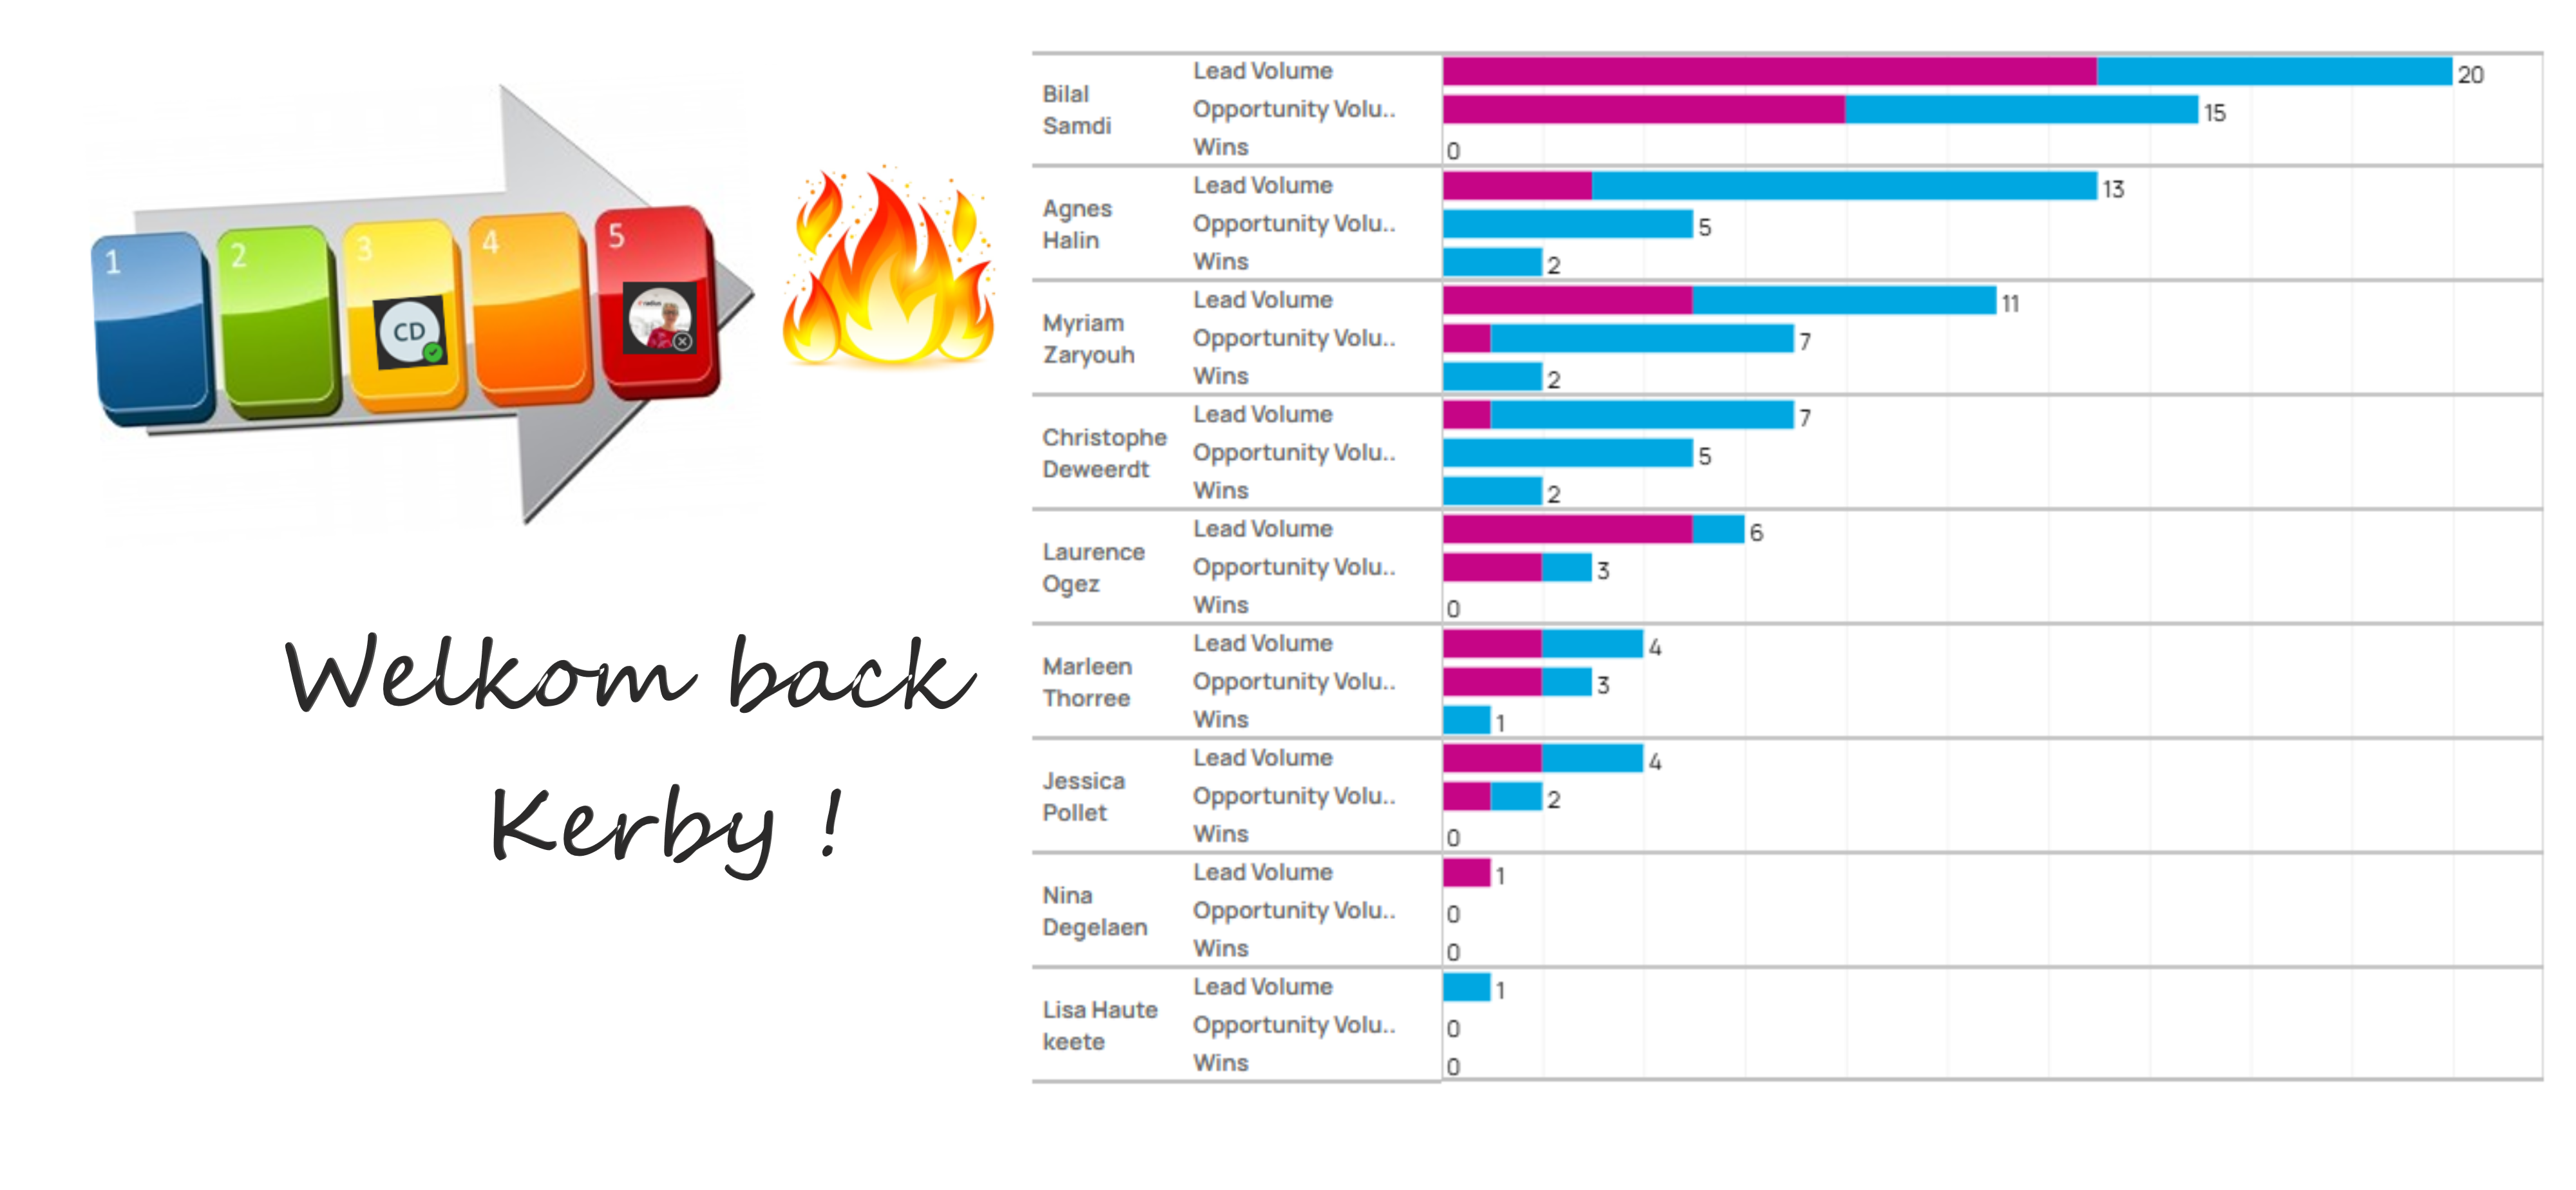 1
2
3
4
5
CD
Welkom back
Kerby !
Bilal
Samdi
Lead Volume
20
Opportunity Volu..
15
Wins
0
Agnes
Halin
Lead Volume
13
Opportunity Volu..
5
Wins
2
Myriam
Zaryouh
Lead Volume
11
Opportunity Volu..
7
Wins
2
Christophe
Deweerdt
Lead Volume
7
Opportunity Volu..
5
Wins
2
Laurence
Ogez
Lead Volume
6
Opportunity Volu..
3
Wins
0
Marleen
Thorree
Lead Volume
4
Opportunity Volu..
3
Wins
1
Jessica
Pollet
Lead Volume
4
Opportunity Volu..
2
Wins
0
Nina
Degelaen
Lead Volume
1
Opportunity Volu..
0
Wins
0
Lisa Haute
keete
Lead Volume
1
Opportunity Volu..
0
Wins
0